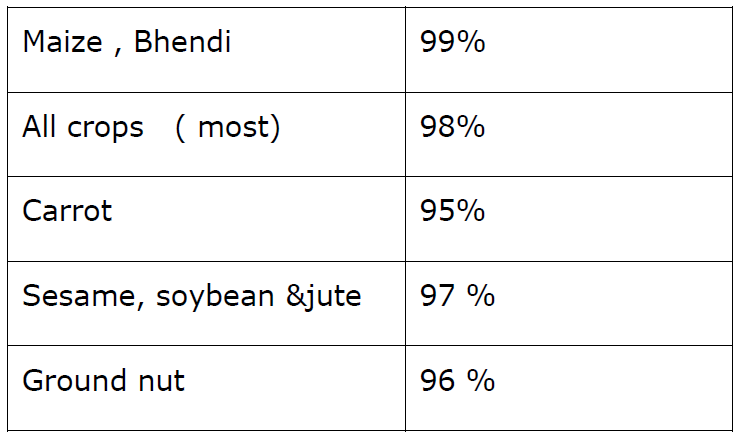 Maize , Bhendi 99%
All crops ( most) 98%
Carrot 95%
Sesame, soybean &jute 97 %
Ground nut 96 %